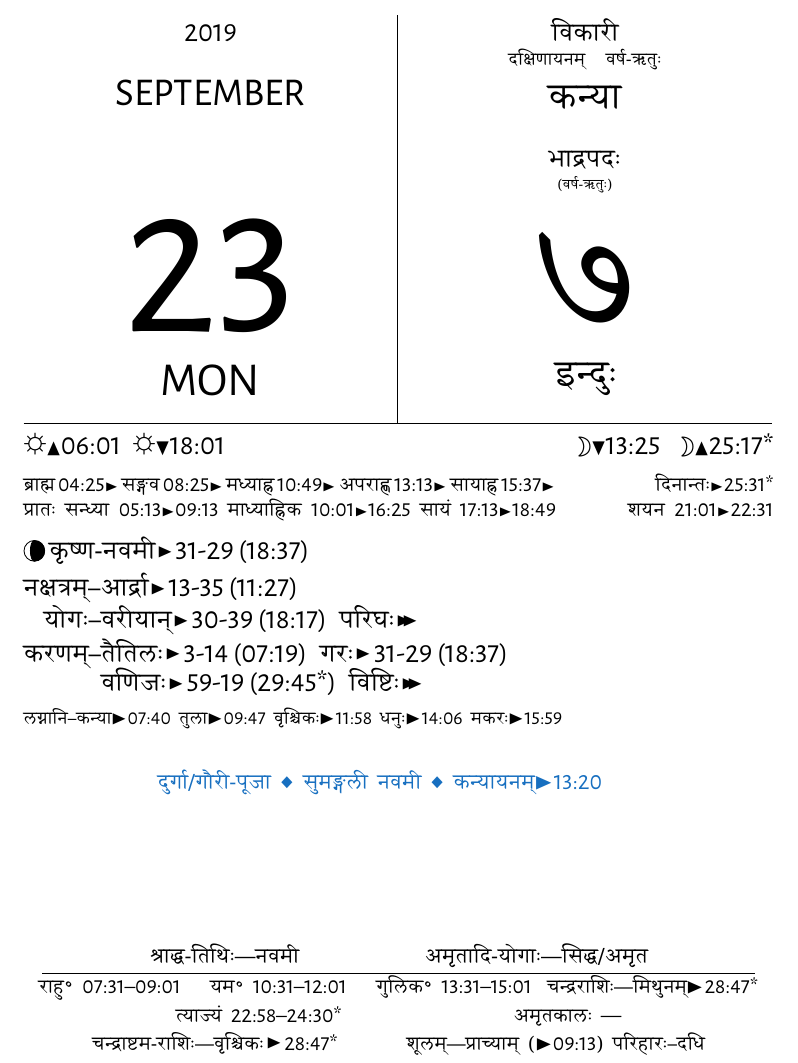 2019
SEPTEMBER
23
MON
विकारी
दक्षिणायनम् वर्ष-ऋतुः
कन्या
भाद्रपदः
(वर्ष-ऋतुः)
७
इन्दुः
☼▲06:01 ☼▼18:01 ☽▼13:25 ☽▲25:17*
ब्राह्म 04:25► सङ्गव 08:25► मध्याह्न 10:49► अपराह्ण 13:13► सायाह्न 15:37► दिनान्तः►25:31*
प्रातः सन्ध्या 05:13►09:13 माध्याह्निक 10:01►16:25 सायं 17:13►18:49 शयन 21:01►22:31
कृष्ण-नवमी►31-29 (18:37)
नक्षत्रम्–आर्द्रा►13-35 (11:27)
योगः–वरीयान्►30-39 (18:17) परिघः►►
करणम्–तैतिलः►3-14 (07:19) गरः►31-29 (18:37)
वणिजः►59-19 (29:45*) विष्टिः►►
लग्नानि–कन्या►07:40 तुला►09:47 वृश्चिकः►11:58 धनुः►14:06 मकरः►15:59
दुर्गा/गौरी-पूजा ◆ सुमङ्गली नवमी ◆ कन्यायनम्►13:20
श्राद्ध-तिथिः—नवमी अमृतादि-योगाः—सिद्ध/अमृत
राहु° 07:31–09:01 यम° 10:31–12:01 गुलिक° 13:31–15:01 चन्द्रराशिः—मिथुनम्►28:47*
त्याज्यं 22:58–24:30* अमृतकालः —
चन्द्राष्टम-राशिः—वृश्चिकः►28:47* शूलम्—प्राच्याम् (►09:13) परिहारः–दधि